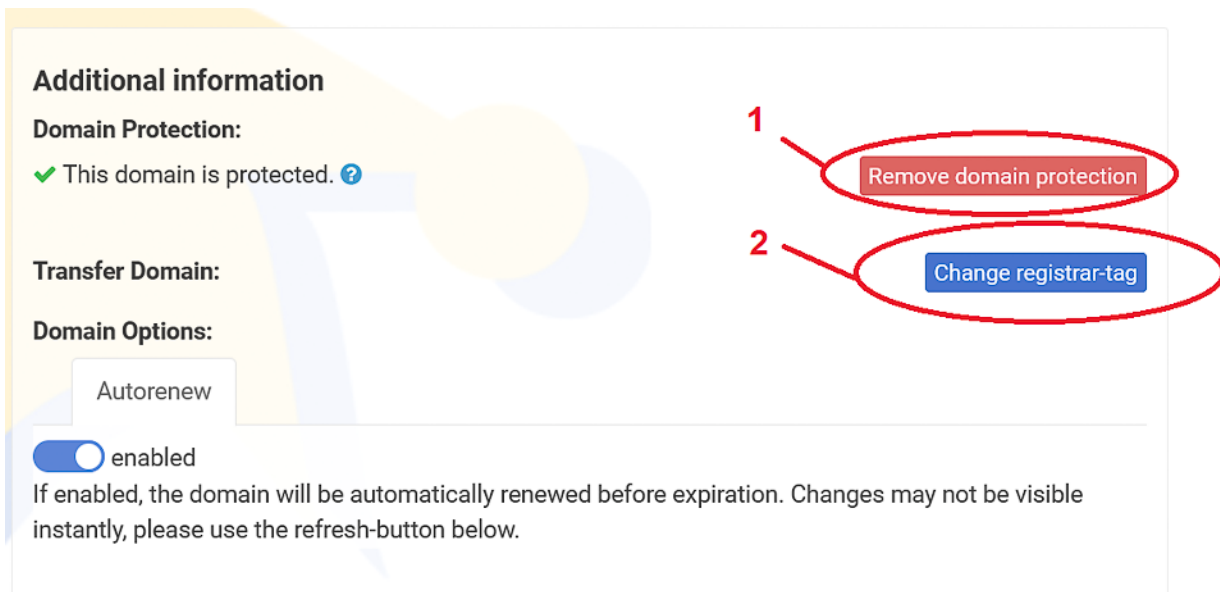 Additional information
Domain Protection:
1
This domain is protected. ?
Remove domain protection
2
Transfer Domain:
Change registrar-tag
Domain Options:
Autorenew
enabled
If enabled, the domain will be automatically renewed before expiration. Changes may not be visible
instantly, please use the refresh-button below.